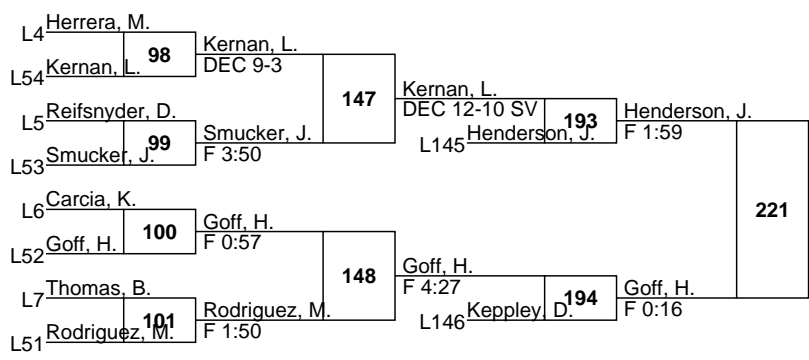 L4 Herrera, M.
98
Kernan, L.
DEC 9-3
L54 Kernan, L.
147
Kernan, L.
DEC 12-10 SV
L5 Reifsnyder, D.
99
Smucker, J.
F 3:50
L53 Smucker, J.
193
Henderson, J.
F 1:59
L145 Henderson, J.
L6 Carcia, K.
100
Goff, H.
F 0:57
L52 Goff, H.
221
148
Goff, H.
F 4:27
L7 Thomas, B.
101
Rodriguez, M.
F 1:50
L51 Rodriguez, M.
194
Goff, H.
F 0:16
L146 Keppley, D.